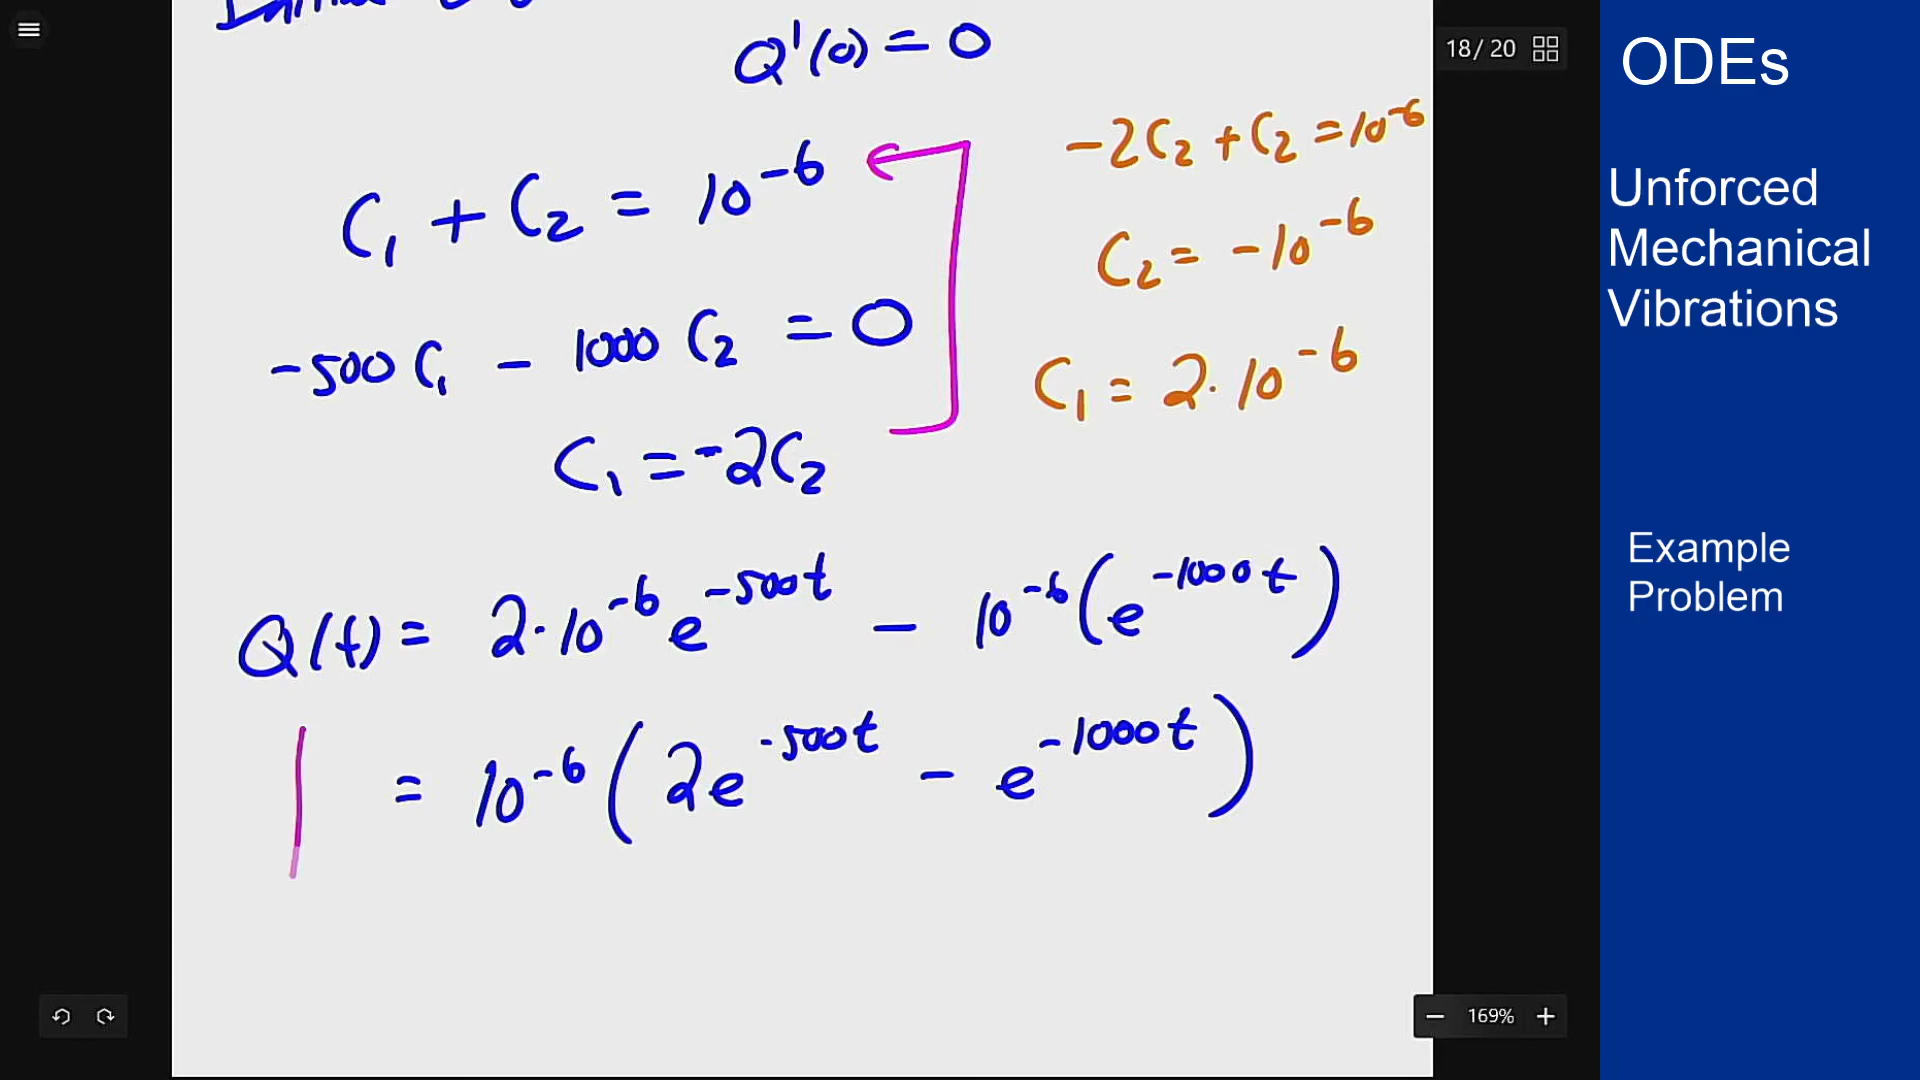 Q'(0) = 0
C₁ + C₂ = 10⁻⁶
-500 C₁ - 1000 C₂ = 0
C₁ = -2C₂
-2C₂ + C₂ = 10⁻⁶
C₂ = -10⁻⁶
C₁ = 2·10⁻⁶
Q(t) = 2·10⁻⁶ e^{-500t} - 10⁻⁶(e^{-1000t})
= 10⁻⁶(2e^{-500t} - e^{-1000t})
18/20
169%
ODEs
Unforced
Mechanical
Vibrations
Example
Problem